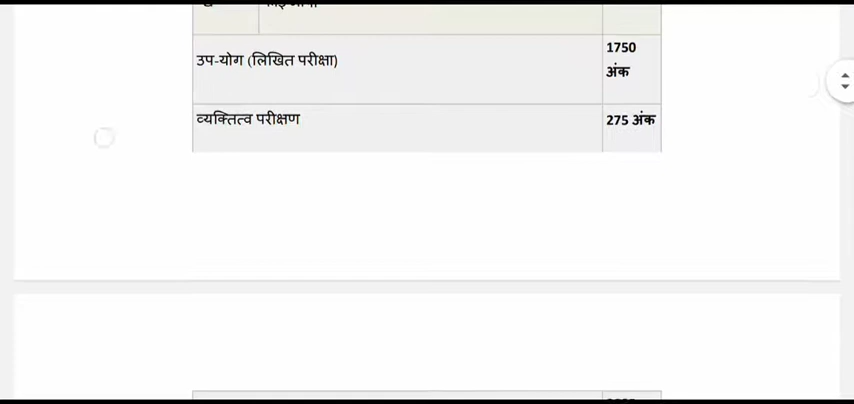 उप-योग (लिखित परीक्षा)
1750
अंक
व्यक्तित्व परीक्षण
275 अंक